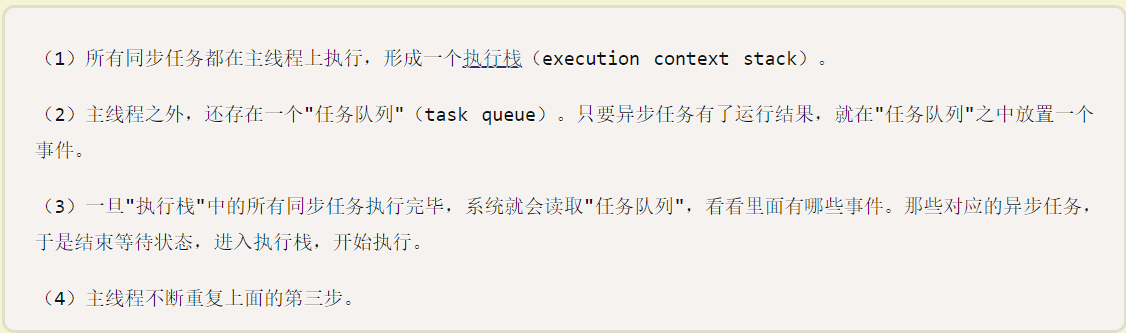 （1）所有同步任务都在主线程上执行，形成一个执行栈（execution context stack）。
（2）主线程之外，还存在一个"任务队列"（task queue）。只要异步任务有了运行结果，就在"任务队列"之中放置一个
事件。
（3）一旦"执行栈"中的所有同步任务执行完毕，系统就会读取"任务队列"，看看里面有哪些事件。那些对应的异步任务，
于是结束等待状态，进入执行栈，开始执行。
（4）主线程不断重复上面的第三步。